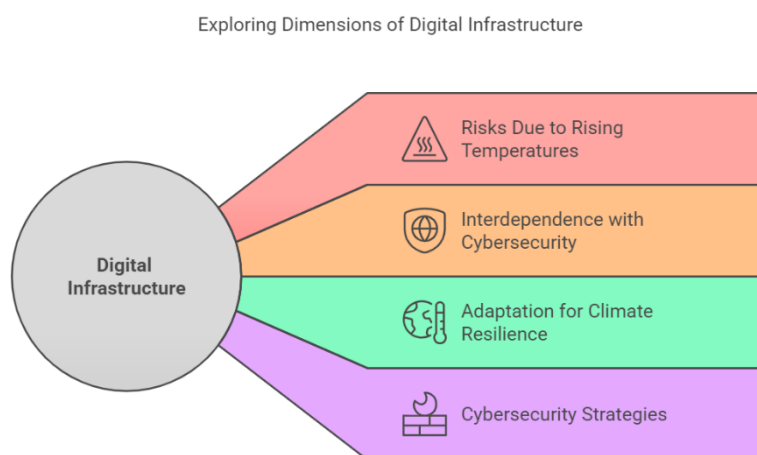 Exploring Dimensions of Digital Infrastructure
Digital
Infrastructure
Risks Due to Rising
Temperatures
Interdependence with
Cybersecurity
Adaptation for Climate
Resilience
Cybersecurity Strategies